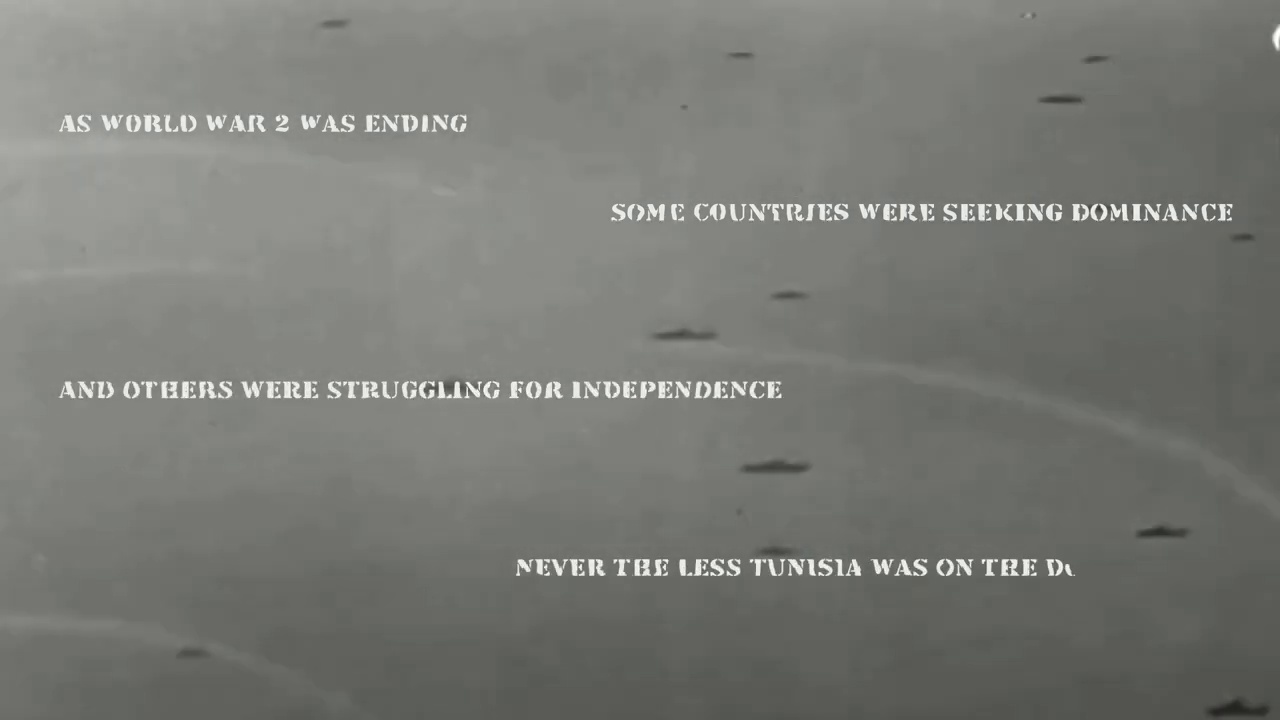 AS WORLD WAR 2 WAS ENDING
SOME COUNTRIES WERE SEEKING DOMINANCE
AND OTHERS WERE STRUGGLING FOR INDEPENDENCE
NEVER THE LESS TUNISIA WAS ON THE